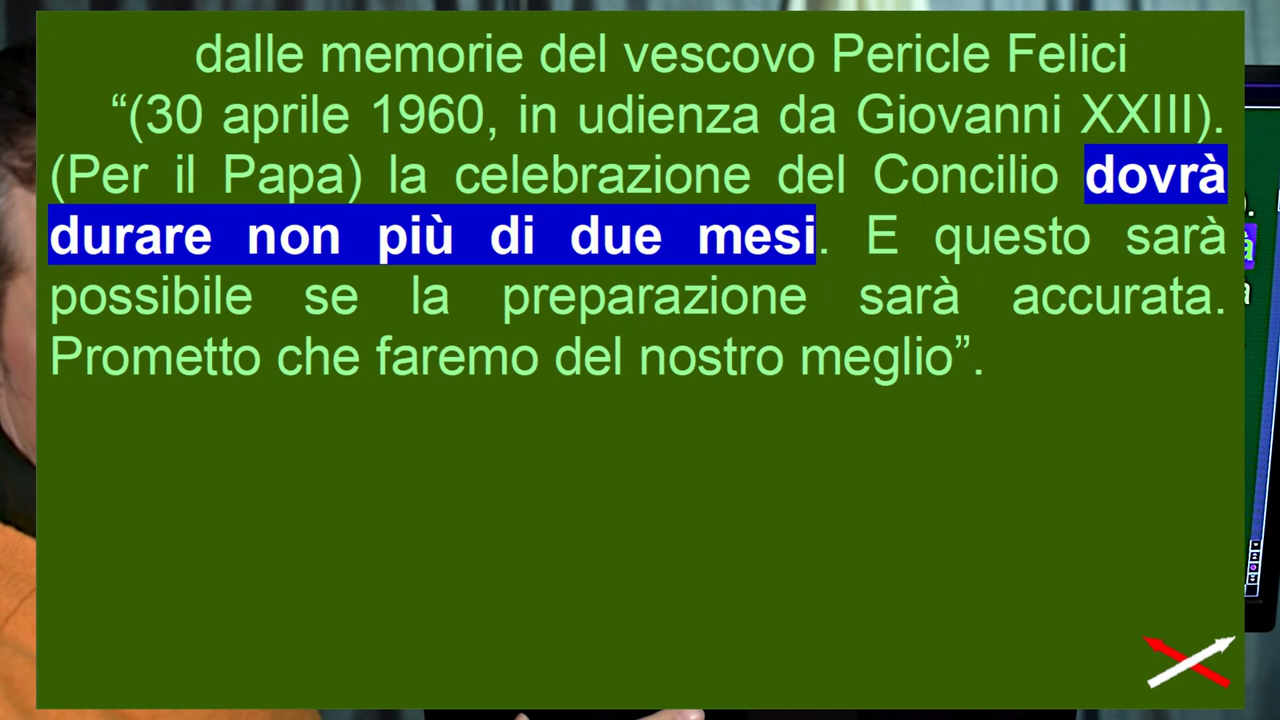 dalle memorie del vescovo Pericle Felici
“(30 aprile 1960, in udienza da Giovanni XXIII).
(Per il Papa) la celebrazione del Concilio dovrà
durare non più di due mesi. E questo sarà
possibile se la preparazione sarà accurata.
Prometto che faremo del nostro meglio”.